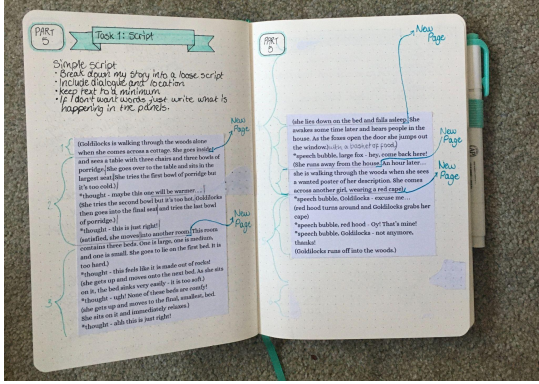 PART
5
Task 1: Script
Simple script
• Break down my story into a loose script
• Include dialogue and location
• keep text to a minimum
• If I don't want words just write what is
happening in the panels.
New
Page
(Goldilocks is walking through the woods alone
when she comes across a cottage. She goes inside
and sees a table with three chairs and three bowls of
porridge. She goes over to the table and sits in the
largest seat. She tries the first bowl of porridge but
it's too cold.)
*thought - maybe this one will be warmer...
(She tries the second bowl but it's too hot. Goldilocks
then goes into the final seat and tries the last bowl
of porridge.)
*thought - this is just right!
(satisfied, she moves into another room. This room
contains three beds. One is large, one is medium,
and one is small. She goes to lie on the first bed. It is
too hard.)
*thought - this feels like it is made out of rocks!
(she gets up and moves onto the next bed. As she sits
on it, the bed sinks very easily - it is too soft.)
*thought - ugh! None of these beds are comfy!
(she gets up and moves to the final, smallest, bed.
She sits on it and immediately relaxes.)
*thought - ahh this is just right!
New
Page
1
2
3
PART
5
New
Page
(she lies down on the bed and falls asleep. She
awakes some time later and hears people in the
house. As the foxes open the door she jumps out
the window. with a basket of food)
*speech bubble, large fox - hey, come back here!
(She runs away from the house. An hour later...
she is walking through the woods when she sees
a wanted poster of her description. She comes
across another girl, wearing a red cape)
*speech bubble, Goldilocks - excuse me...
(red hood turns around and Goldilocks grabs her
cape)
*speech bubble, red hood - Oy! That's mine!
*speech bubble, Goldilocks - not anymore,
thanks!
(Goldilocks runs off into the woods.)
New
Page